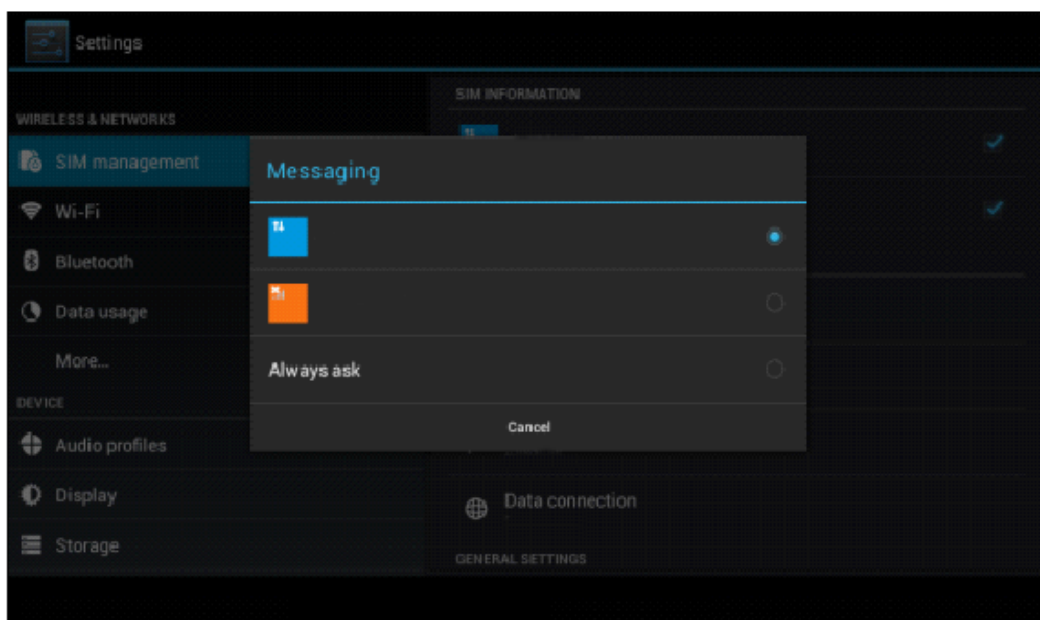 Settings
WIRELESS & NETWORKS
SIM management
Wi-Fi
Bluetooth
Data usage
More...
DEVICE
Audio profiles
Display
Storage
SIM INFORMATION
Messaging
Always ask
Cancel
Data connection
GENERAL SETTINGS